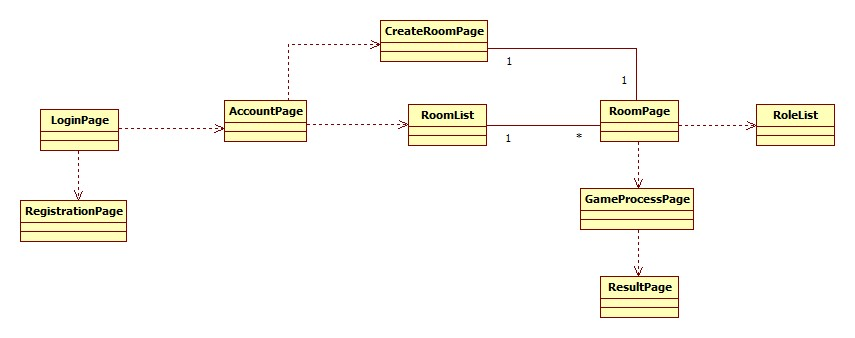 CreateRoomPage
1
1
LoginPage
AccountPage
RoomList
1
*
RoomPage
RoleList
RegistrationPage
GameProcessPage
ResultPage